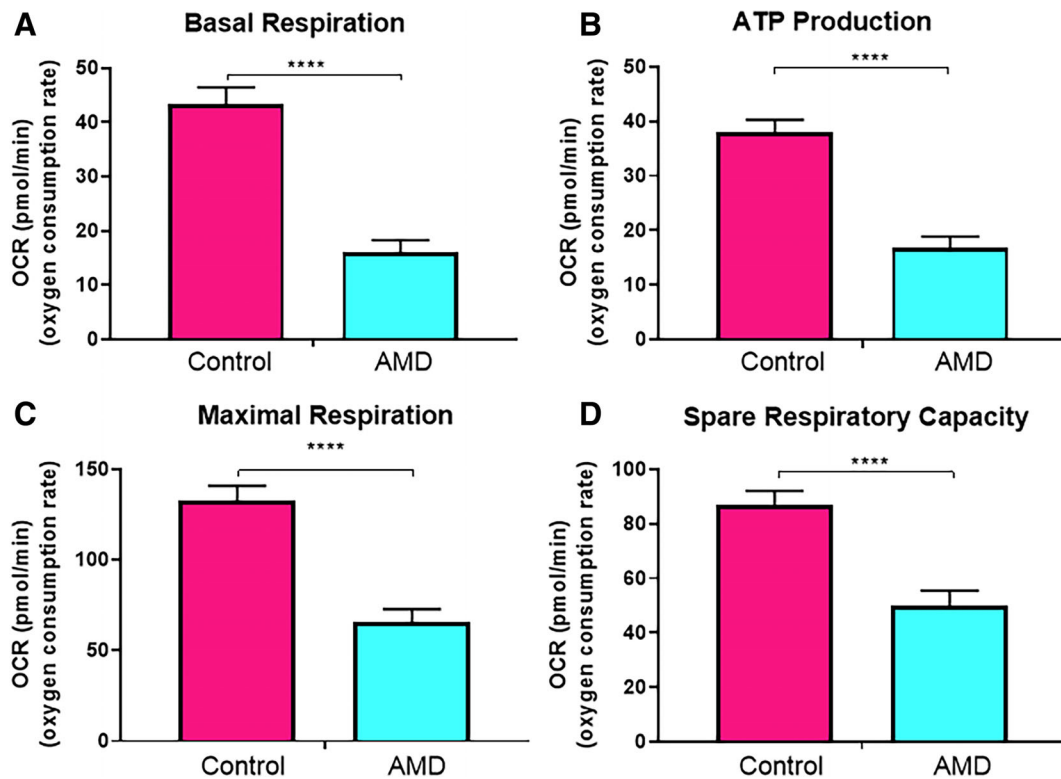 A
Basal Respiration
****
OCR (pmol/min)
(oxygen consumption rate)
50
40
30
20
10
0
Control
AMD
B
ATP Production
****
OCR (pmol/min)
(oxygen consumption rate)
50
40
30
20
10
0
Control
AMD
C
Maximal Respiration
****
OCR (pmol/min)
(oxygen consumption rate)
150
100
50
0
Control
AMD
D
Spare Respiratory Capacity
****
OCR (pmol/min)
(oxygen consumption rate)
100
80
60
40
20
0
Control
AMD